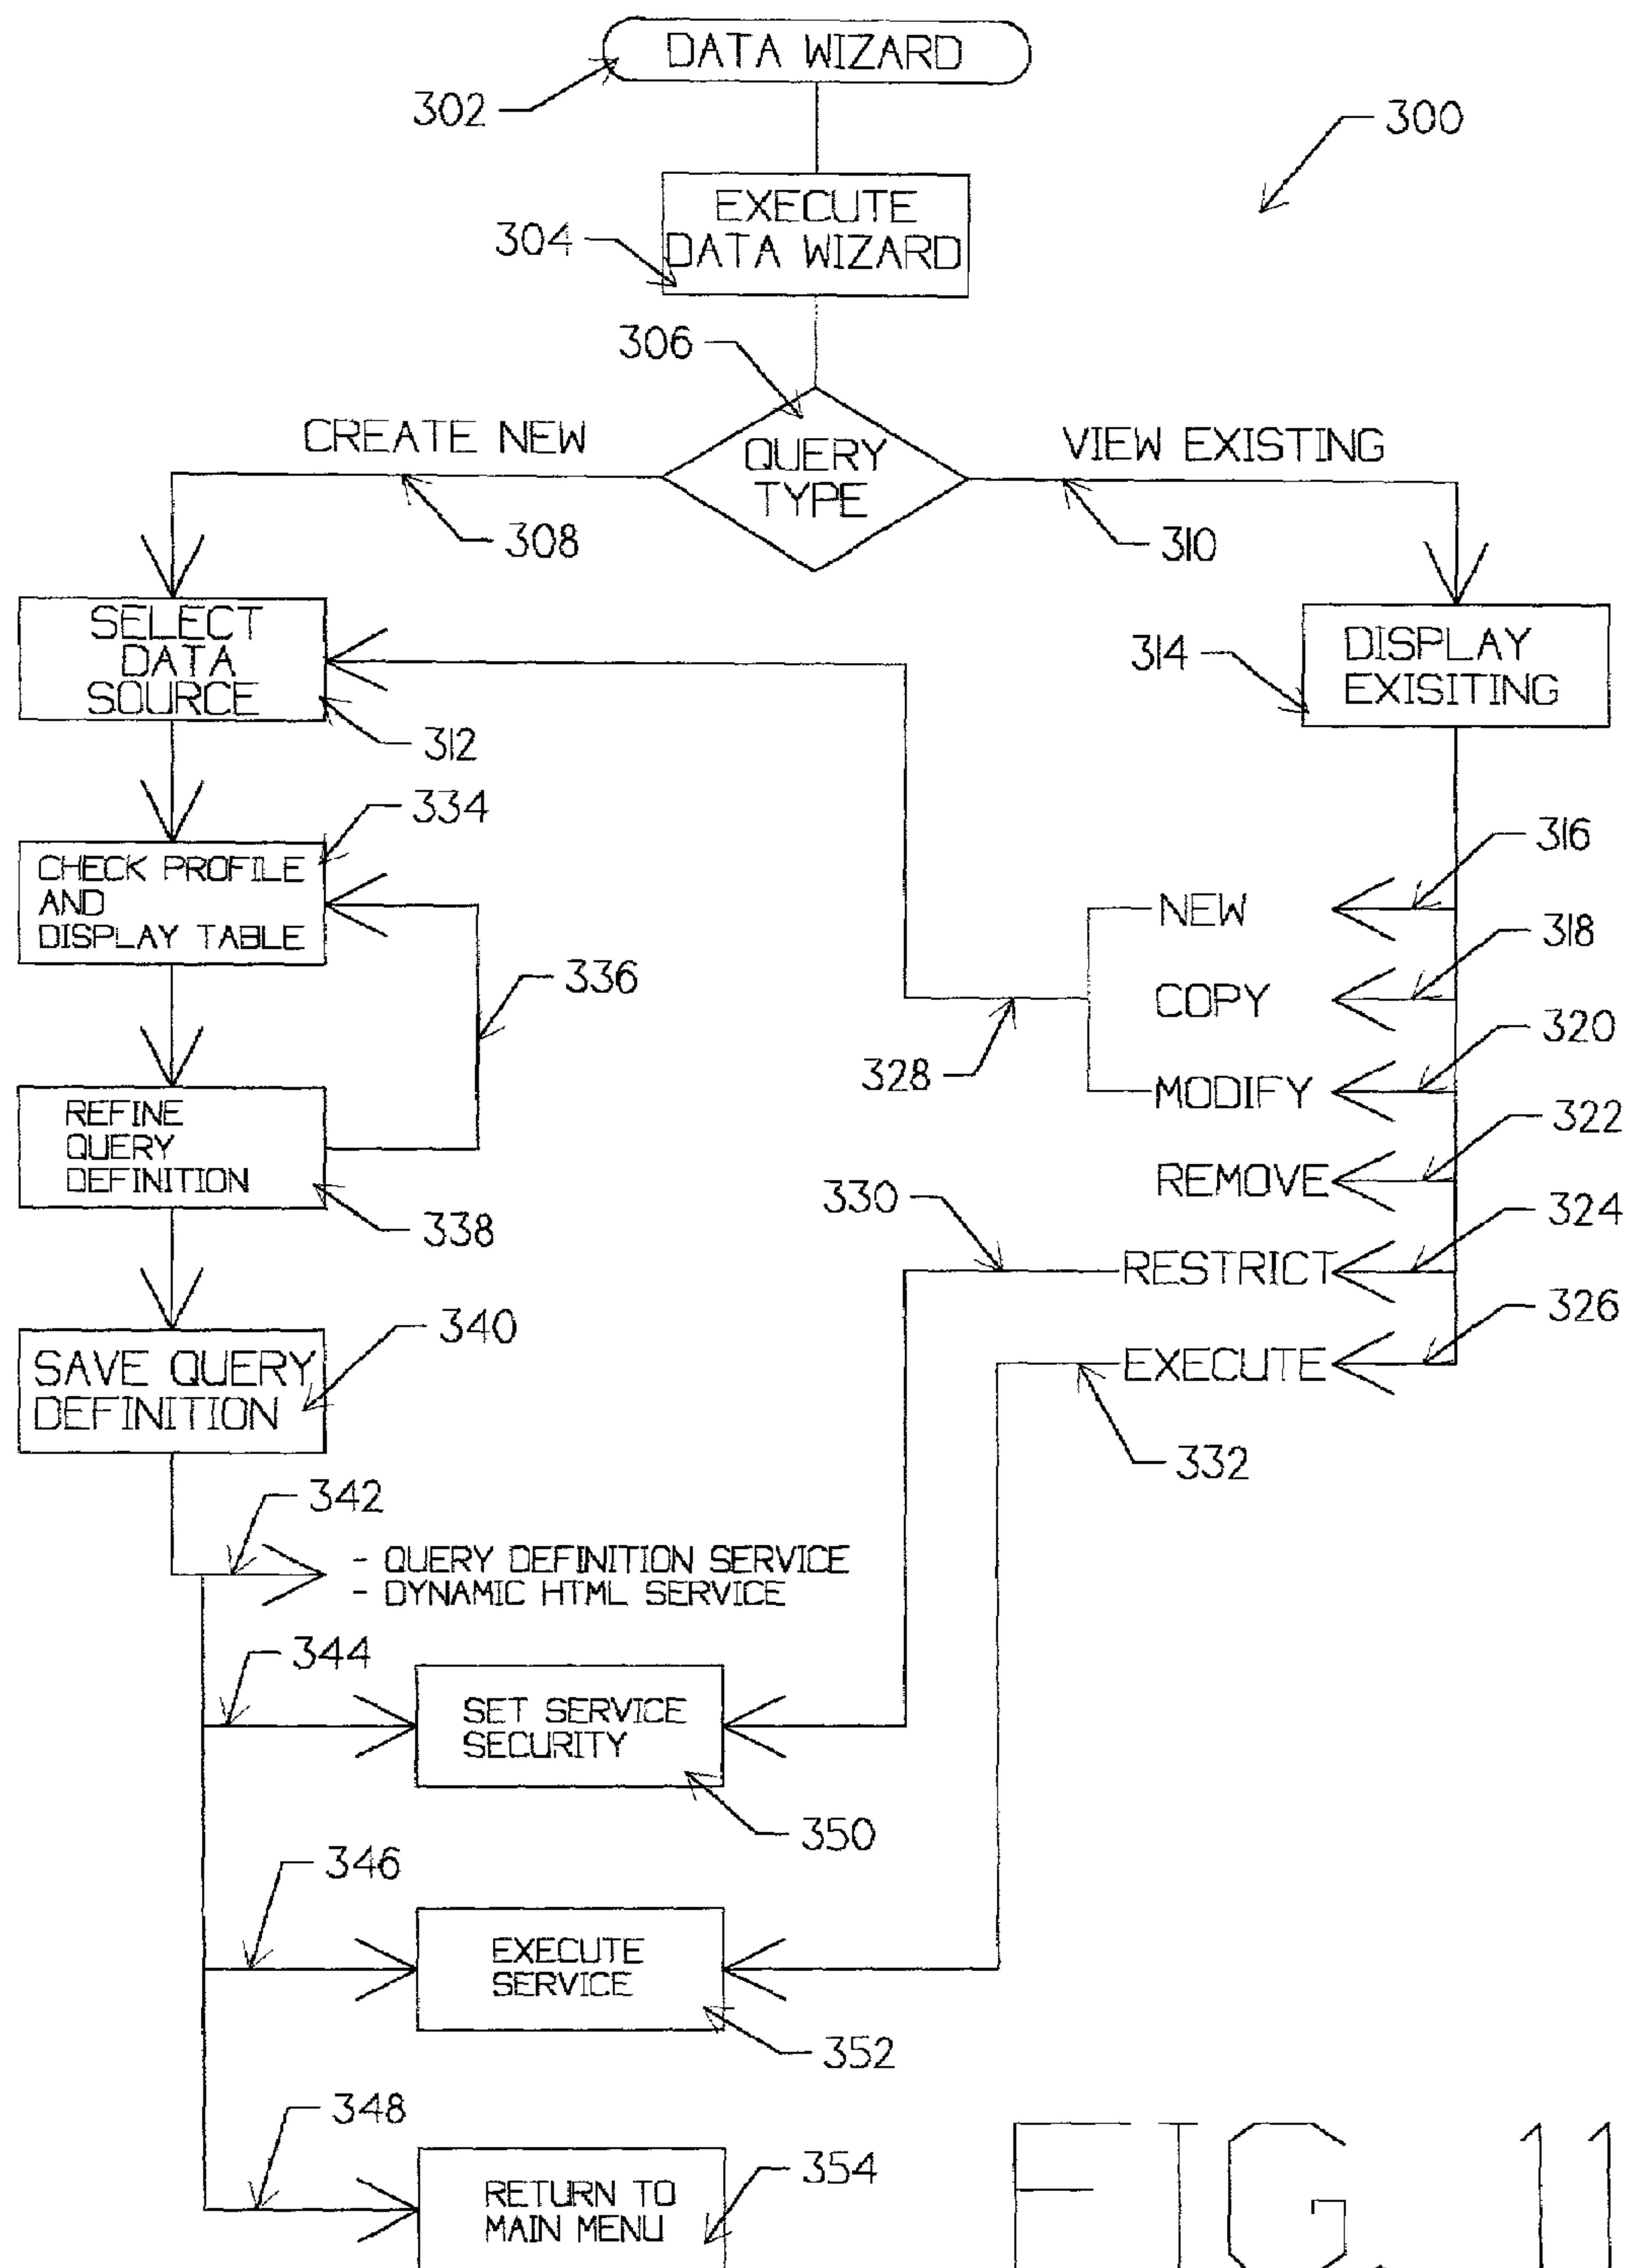 DATA WIZARD
302
300
EXECUTE
DATA WIZARD
304
306
CREATE NEW
QUERY
TYPE
VIEW EXISTING
308
310
SELECT
DATA
SOURCE
312
314
DISPLAY
EXISITING
334
CHECK PROFILE
AND
DISPLAY TABLE
316
NEW
318
COPY
336
320
328
MODIFY
322
REFINE
QUERY
DEFINITION
338
REMOVE
330
324
RESTRICT
326
EXECUTE
332
340
SAVE QUERY
DEFINITION
342
- QUERY DEFINITION SERVICE
- DYNAMIC HTML SERVICE
344
SET SERVICE
SECURITY
350
346
EXECUTE
SERVICE
352
348
RETURN TO
MAIN MENU
354
FIG. 11